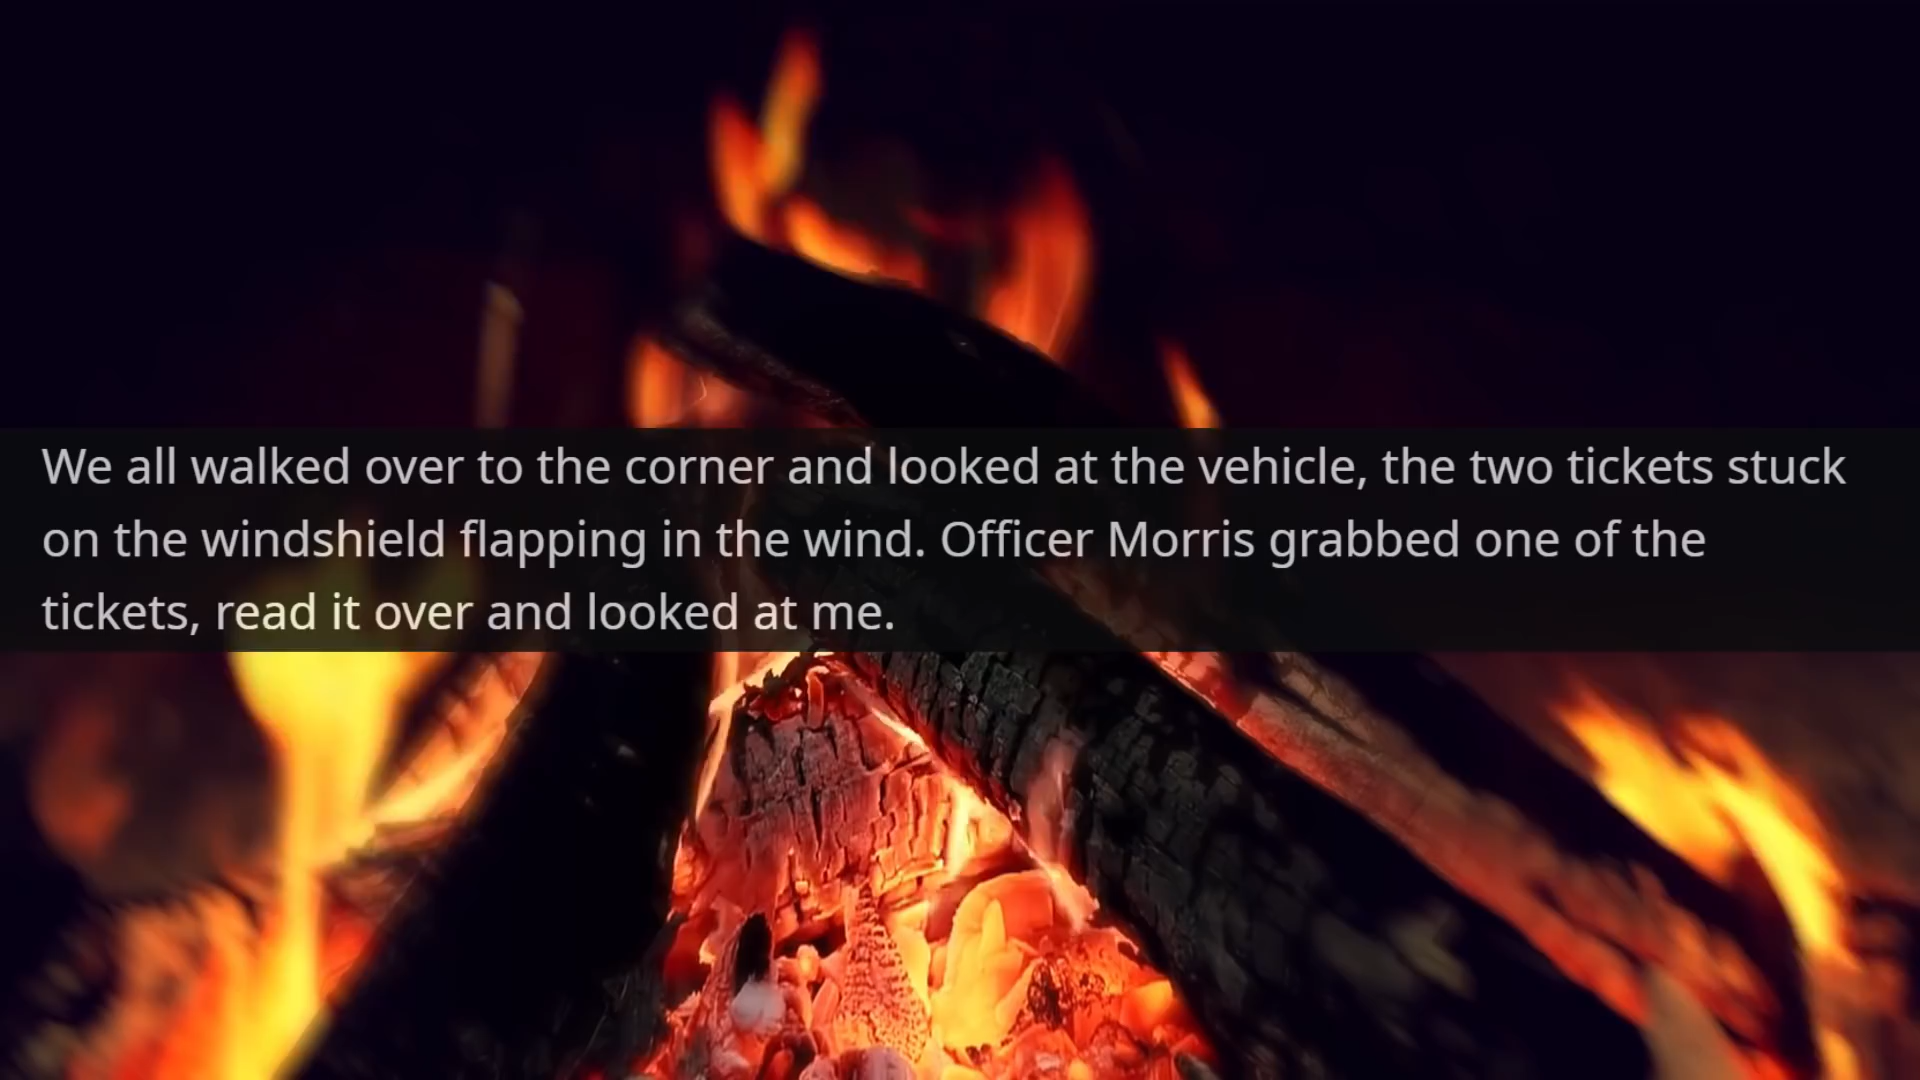 We all walked over to the corner and looked at the vehicle, the two tickets stuck
on the windshield flapping in the wind. Officer Morris grabbed one of the
tickets, read it over and looked at me.